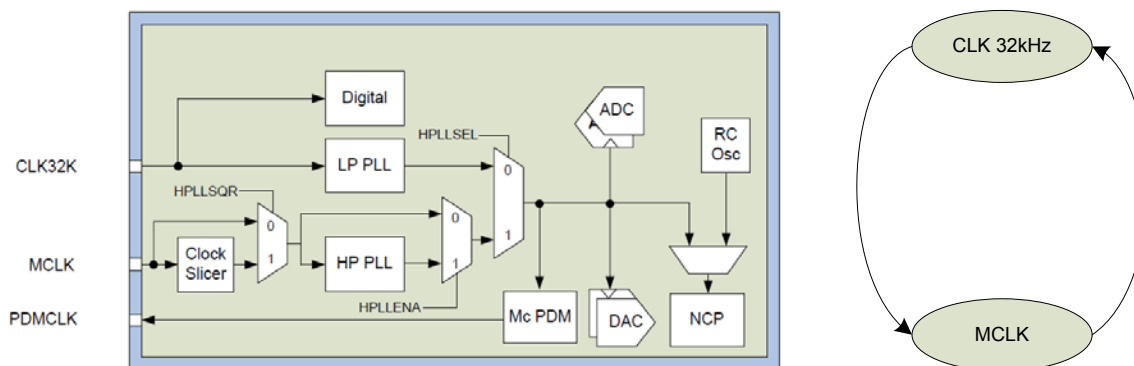 CLK 32kHz
Digital
ADC
HPLLSEL
RC
Osc
CLK32K
LP PLL
0
HPLLSQR
0
0
1
1
1
MCLK
Clock
Slicer
HP PLL
HPLLENA
PDMCLK
Mc PDM
DAC
NCP
MCLK